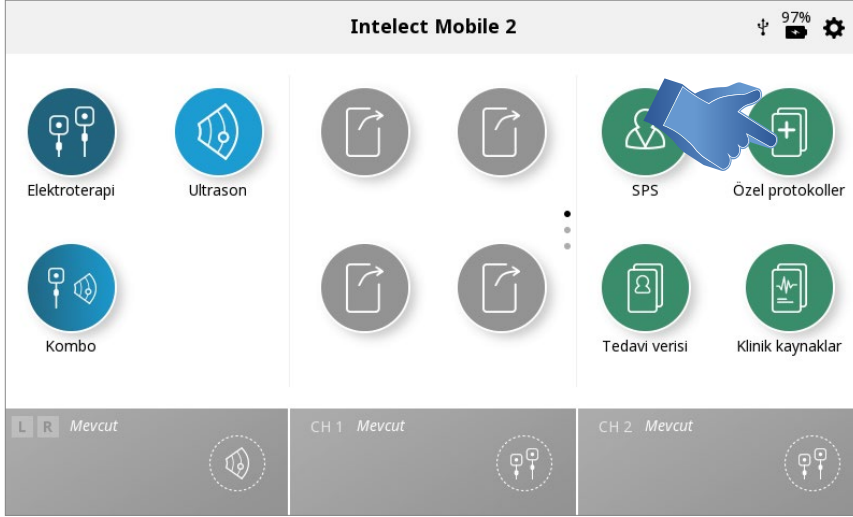 Intelect Mobile 2
97%
Elektroterapi
Ultrason
SPS
Özel protokoller
Kombo
Tedavi verisi
Klinik kaynaklar
L R Mevcut
CH 1 Mevcut
CH 2 Mevcut